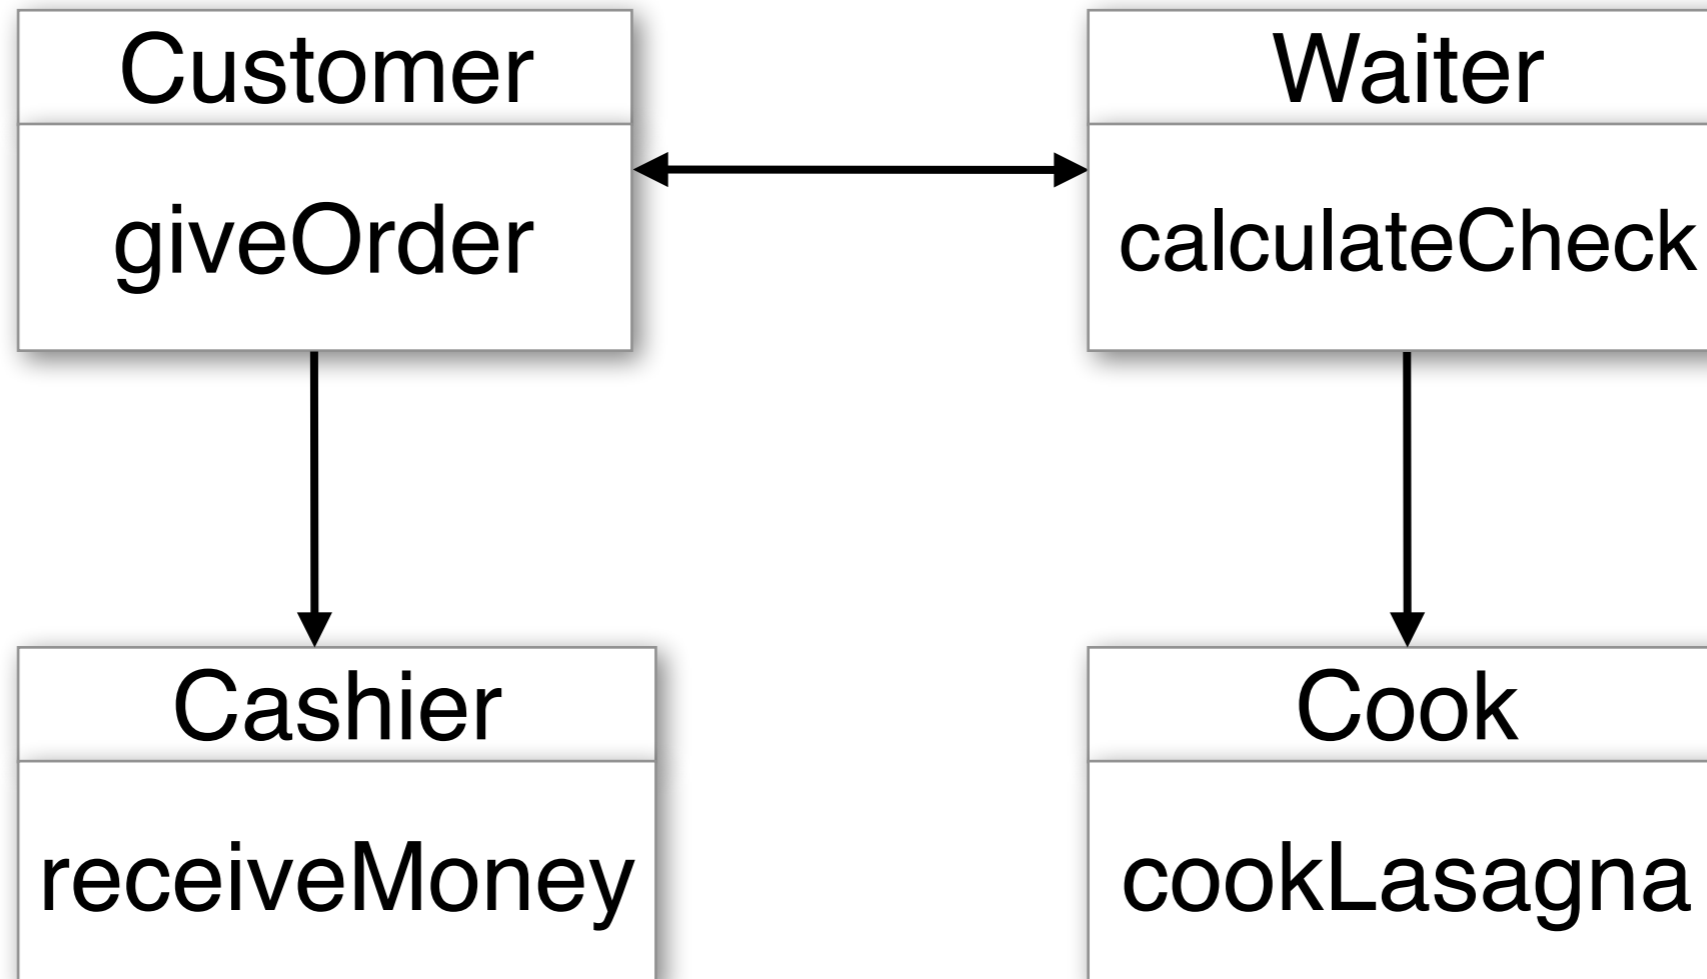 Customer
giveOrder
Waiter
calculateCheck
Cashier
receiveMoney
Cook
cookLasagna